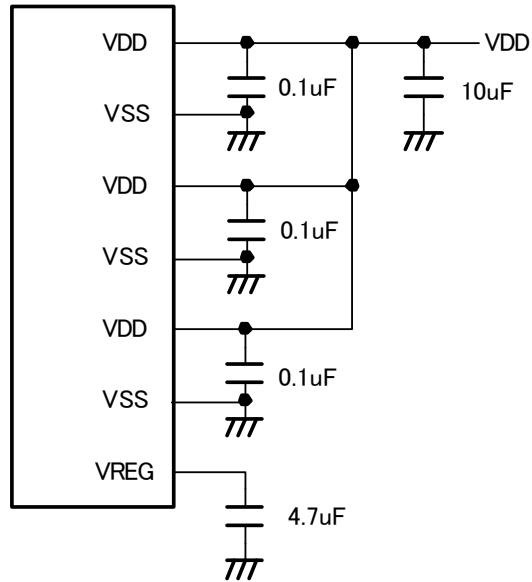 VDD
VDD
0.1uF
10uF
VSS
VDD
0.1uF
VSS
VDD
0.1uF
VSS
VREG
4.7uF